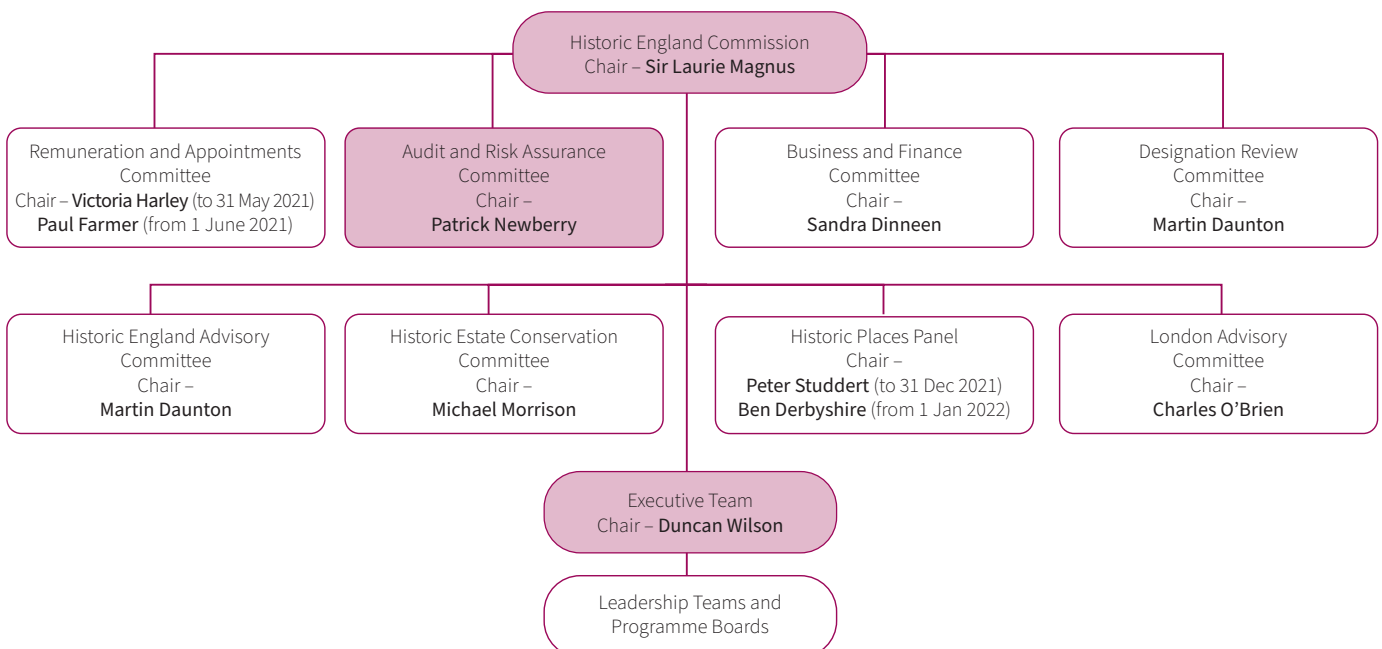 Historic England Commission
Chair – Sir Laurie Magnus
Remuneration and Appointments
Committee
Chair – Victoria Harley (to 31 May 2021)
Paul Farmer (from 1 June 2021)
Audit and Risk Assurance
Committee
Chair –
Patrick Newberry
Business and Finance
Committee
Chair –
Sandra Dinneen
Designation Review
Committee
Chair –
Martin Daunton
Historic England Advisory
Committee
Chair –
Martin Daunton
Historic Estate Conservation
Committee
Chair –
Michael Morrison
Historic Places Panel
Chair –
Peter Studdert (to 31 Dec 2021)
Ben Derbyshire (from 1 Jan 2022)
London Advisory
Committee
Chair –
Charles O’Brien
Executive Team
Chair – Duncan Wilson
Leadership Teams and
Programme Boards